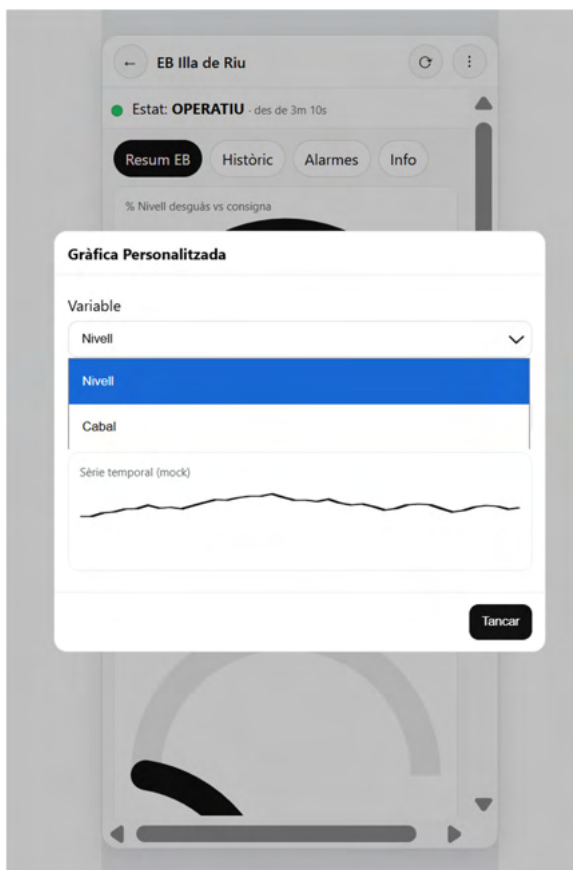 ← EB Illa de Riu
Estat: OPERATIU · des de 3m 10s
Resum EB Històric Alarmes Info
% Nivell desguàs vs consigna
Gràfica Personalitzada
Variable
Nivell
Nivell
Cabal
Sèrie temporal (mock)
Tancar